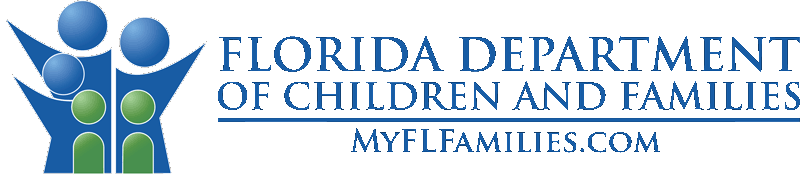 FLORIDA DEPARTMENT
OF CHILDREN AND FAMILIES
MYFLFAMILIES.COM